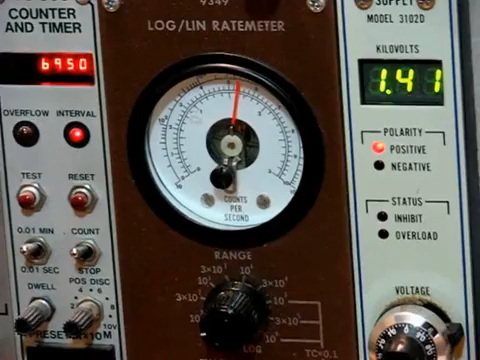 COUNTER
AND TIMER
6950
OVERFLOW INTERVAL
TEST RESET
0.01 MIN COUNT
0.01 SEC STOP
DWELL POS DISC
PRESET
10V
9349
LOG/LIN RATEMETER
COUNTS
PER
SECOND
RANGE
LOG
TC=0.1
MODEL 3102D
KILOVOLTS
1.41
POLARITY
POSITIVE
NEGATIVE
STATUS
INHIBIT
OVERLOAD
VOLTAGE